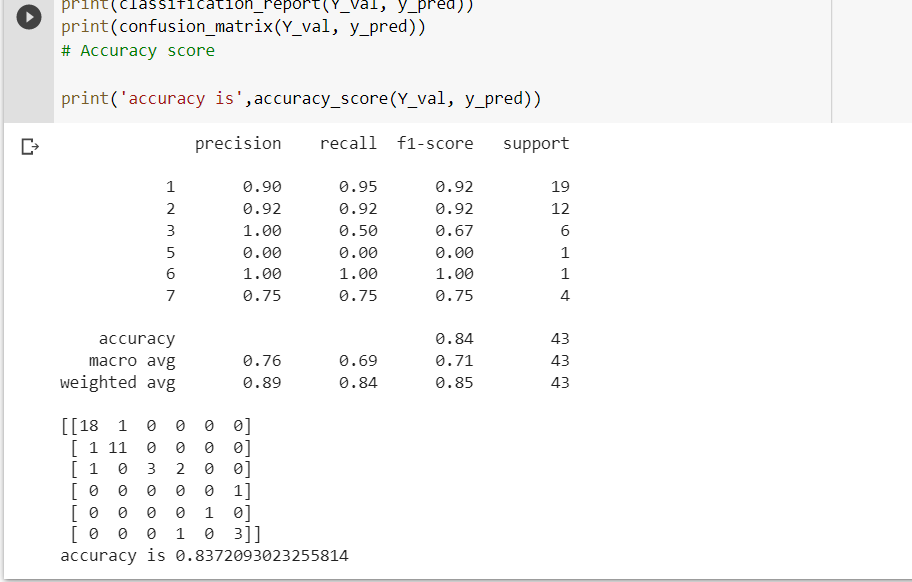 print(classification_report(Y_val, y_pred))
print(confusion_matrix(Y_val, y_pred))
# Accuracy score
print('accuracy is',accuracy_score(Y_val, y_pred))
precision recall f1-score support
1 0.90 0.95 0.92 19
2 0.92 0.92 0.92 12
3 1.00 0.50 0.67 6
5 0.00 0.00 0.00 1
6 1.00 1.00 1.00 1
7 0.75 0.75 0.75 4
accuracy 0.84 43
macro avg 0.76 0.69 0.71 43
weighted avg 0.89 0.84 0.85 43
[[18 1 0 0 0 0]
[ 1 11 0 0 0 0]
[ 1 0 3 2 0 0]
[ 0 0 0 0 0 1]
[ 0 0 0 0 1 0]
[ 0 0 0 1 0 3]]
accuracy is 0.8372093023255814